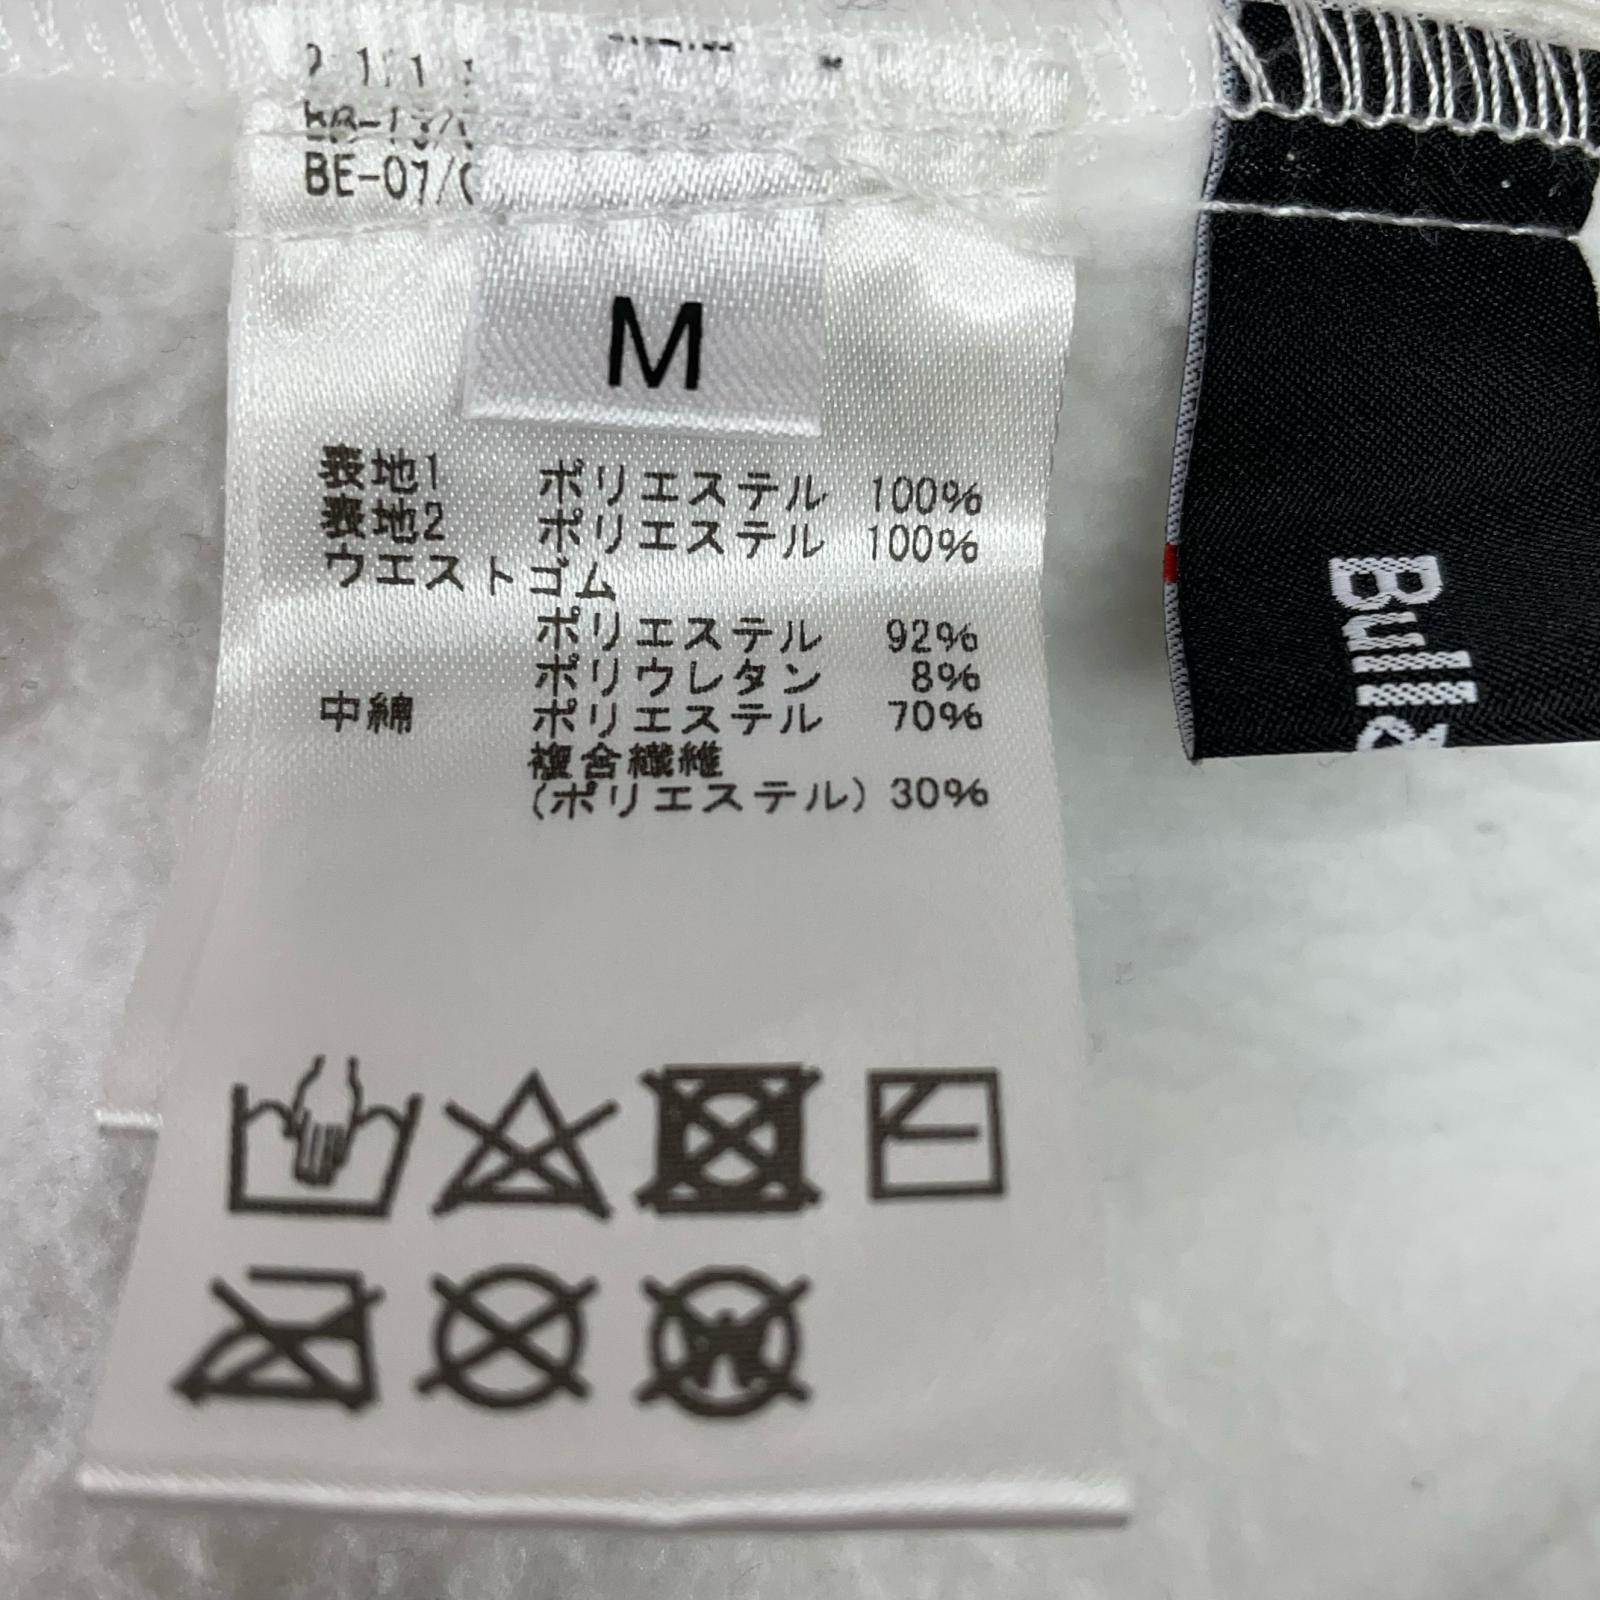 BE-07/
M
表地1 ポリエステル 100%
表地2 ポリエステル 100%
ウエストゴム
ポリエステル 92%
ポリウレタン 8%
中綿 ポリエステル 70%
複合繊維
(ポリエステル) 30%
Bull